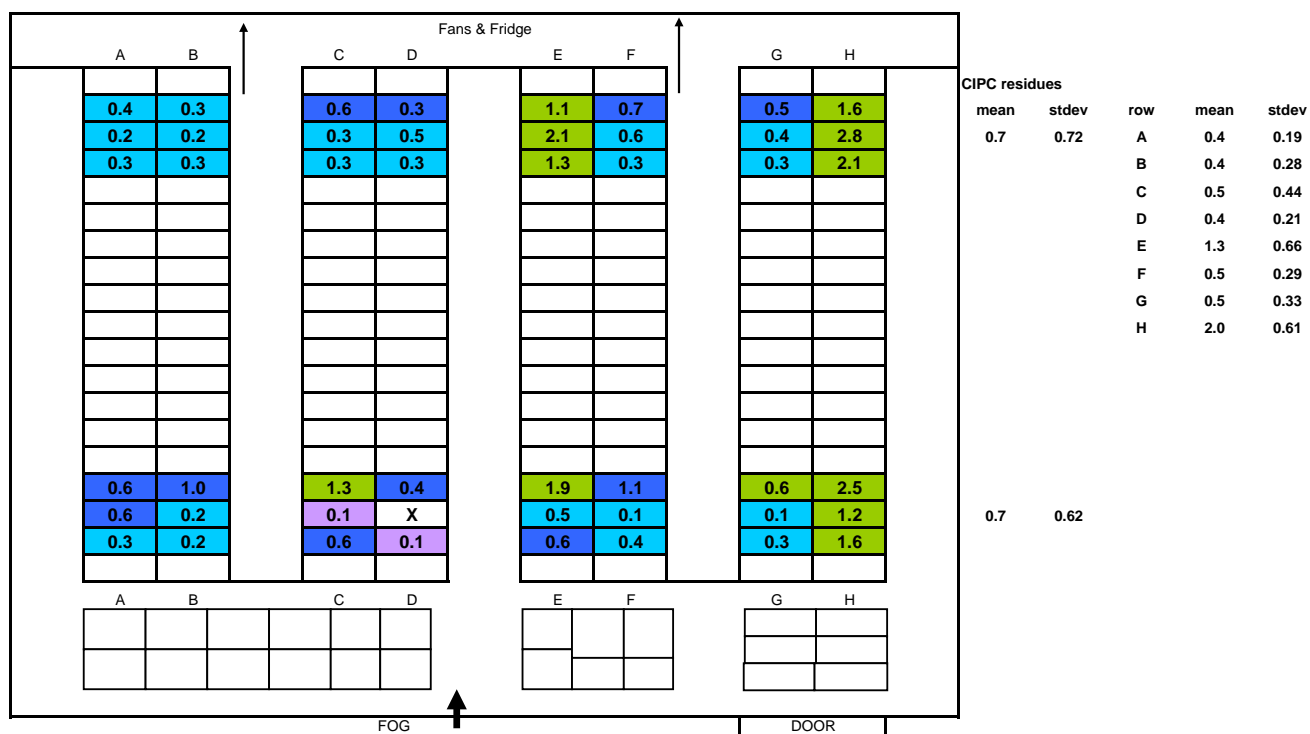 Fans & Fridge
A B C D E F G H
CIPC residues
mean stdev row mean stdev
0.4 0.3 0.6 0.3 1.1 0.7 0.5 1.6
0.2 0.2 0.3 0.5 2.1 0.6 0.4 2.8 0.7 0.72 A 0.4 0.19
0.3 0.3 0.3 0.3 1.3 0.3 0.3 2.1 B 0.4 0.28
C 0.5 0.44
D 0.4 0.21
E 1.3 0.66
F 0.5 0.29
G 0.5 0.33
H 2.0 0.61
0.6 1.0 1.3 0.4 1.9 1.1 0.6 2.5
0.6 0.2 0.1 X 0.5 0.1 0.1 1.2 0.7 0.62
0.3 0.2 0.6 0.1 0.6 0.4 0.3 1.6
A B C D E F G H
FOG DOOR